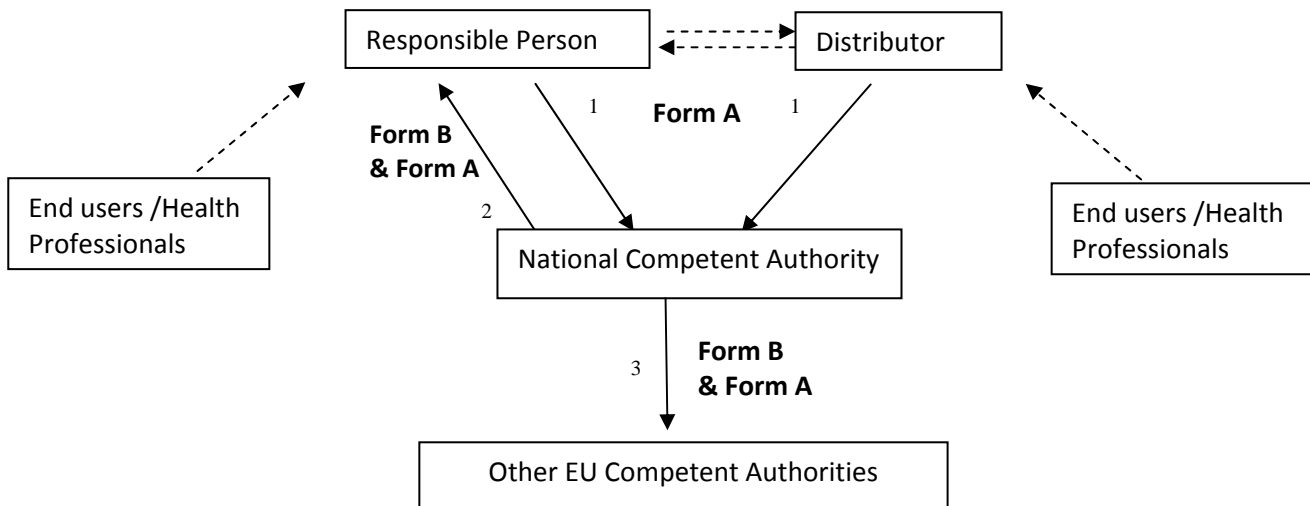 Responsible Person
Distributor
1
Form A
1
Form B
& Form A
End users /Health
Professionals
2
End users /Health
Professionals
National Competent Authority
3
Form B
& Form A
Other EU Competent Authorities